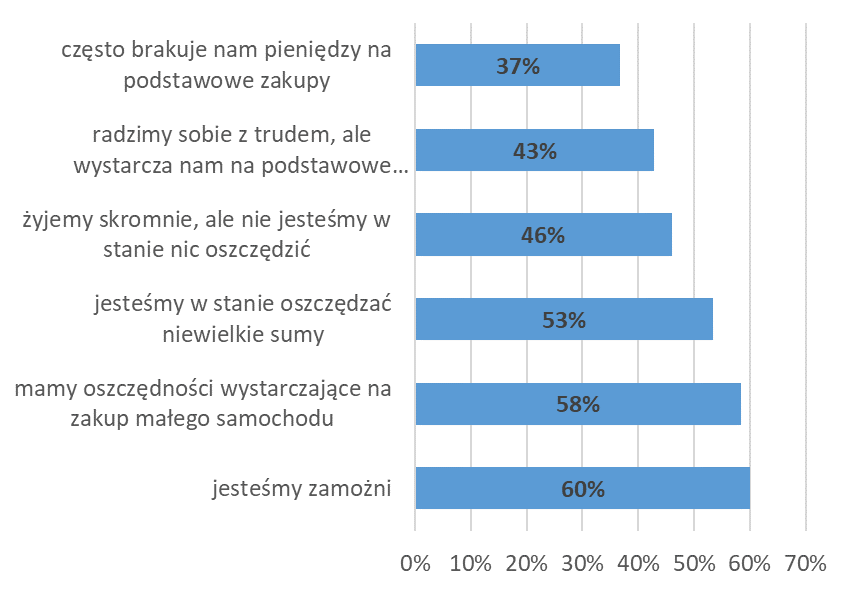 często brakuje nam pieniędzy na
podstawowe zakupy
37%
radzimy sobie z trudem, ale
wystarcza nam na podstawowe...
43%
żyjemy skromnie, ale nie jesteśmy w
stanie nic oszczędzić
46%
jesteśmy w stanie oszczędzać
niewielkie sumy
53%
mamy oszczędności wystarczające na
zakup małego samochodu
58%
jesteśmy zamożni
60%
0% 10% 20% 30% 40% 50% 60% 70%